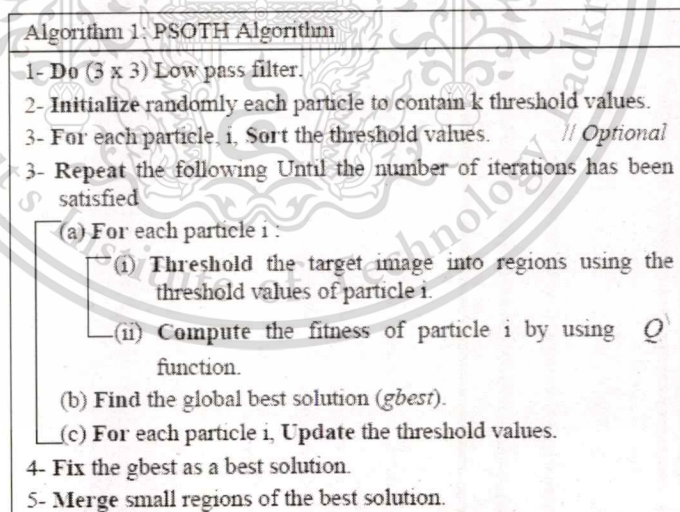 Algorithm 1: PSOTH Algorithm
1- Do (3 x 3) Low pass filter.
2- Initialize randomly each particle to contain k threshold values.
3- For each particle, i, Sort the threshold values. // Optional
3- Repeat the following Until the number of iterations has been
satisfied
(a) For each particle i :
(i) Threshold the target image into regions using the
threshold values of particle i.
(ii) Compute the fitness of particle i by using Q
function.
(b) Find the global best solution (gbest).
(c) For each particle i, Update the threshold values.
4- Fix the gbest as a best solution.
5- Merge small regions of the best solution.